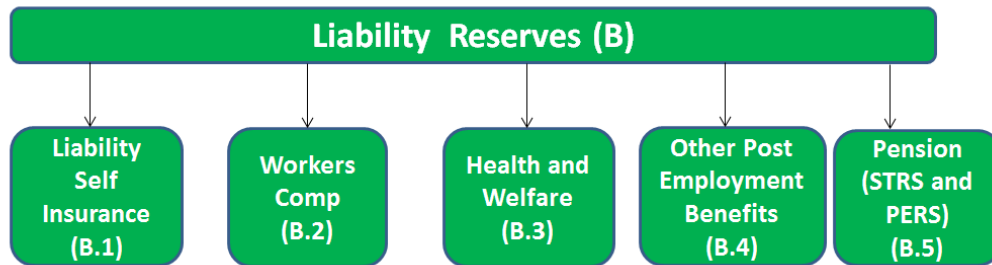 Liability Reserves (B)
Liability
Self
Insurance
(B.1)
Workers
Comp
(B.2)
Health and
Welfare
(B.3)
Other Post
Employment
Benefits
(B.4)
Pension
(STRS and
PERS)
(B.5)